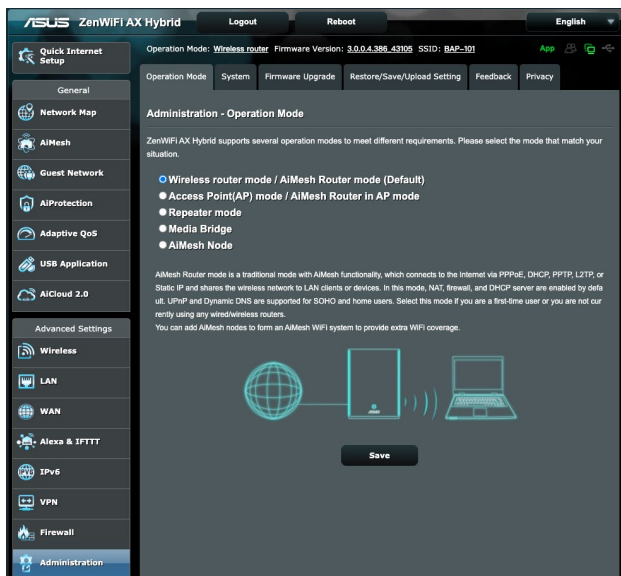 ASUS ZenWiFi AX Hybrid Logout Reboot English
Quick Internet
Setup
Operation Mode: Wireless router Firmware Version: 3.0.0.4.386_43105 SSID: BAP-101 App
Operation Mode System Firmware Upgrade Restore/Save/Upload Setting Feedback Privacy
General
Network Map
AiMesh
Guest Network
AiProtection
Adaptive QoS
USB Application
AiCloud 2.0
Advanced Settings
Wireless
LAN
WAN
Alexa & IFTTT
IPv6
VPN
Firewall
Administration
Administration - Operation Mode
ZenWiFi AX Hybrid supports several operation modes to meet different requirements. Please select the mode that match your
situation.
Wireless router mode / AiMesh Router mode (Default)
Access Point(AP) mode / AiMesh Router in AP mode
Repeater mode
Media Bridge
AiMesh Node
AiMesh Router mode is a traditional mode with AiMesh functionality, which connects to the Internet via PPPoE, DHCP, PPTP, L2TP, or
Static IP and shares the wireless network to LAN clients or devices. In this mode, NAT, firewall, and DHCP server are enabled by defa
ult. UPnP and Dynamic DNS are supported for SOHO and home users. Select this mode if you are a first-time user or you are not cur
rently using any wired/wireless routers.
You can add AiMesh nodes to form an AiMesh WiFi system to provide extra WiFi coverage.
ASUS
Save